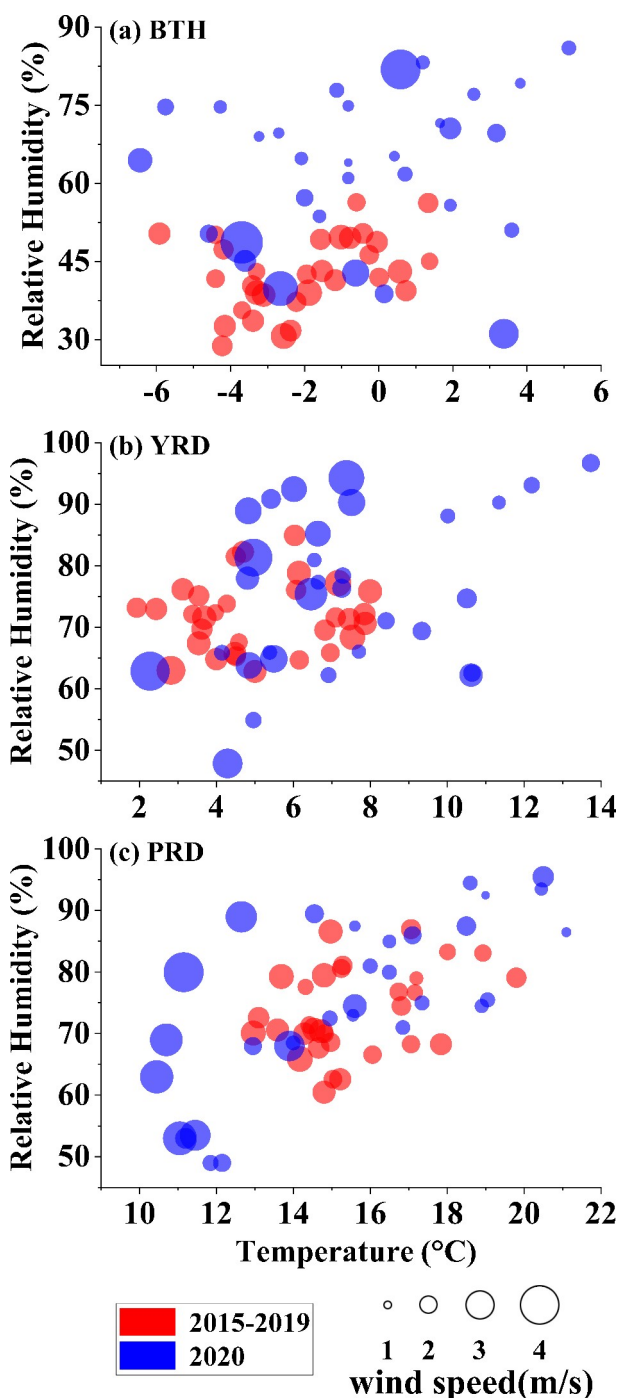 (a) BTH
Relative Humidity (%)
90
75
60
45
30
-6 -4 -2 0 2 4 6
(b) YRD
Relative Humidity (%)
100
90
80
70
60
50
2 4 6 8 10 12 14
(c) PRD
Relative Humidity (%)
100
90
80
70
60
50
10 12 14 16 18 20 22
Temperature (°C)
2015-2019
2020
1 2 3 4
wind speed(m/s)